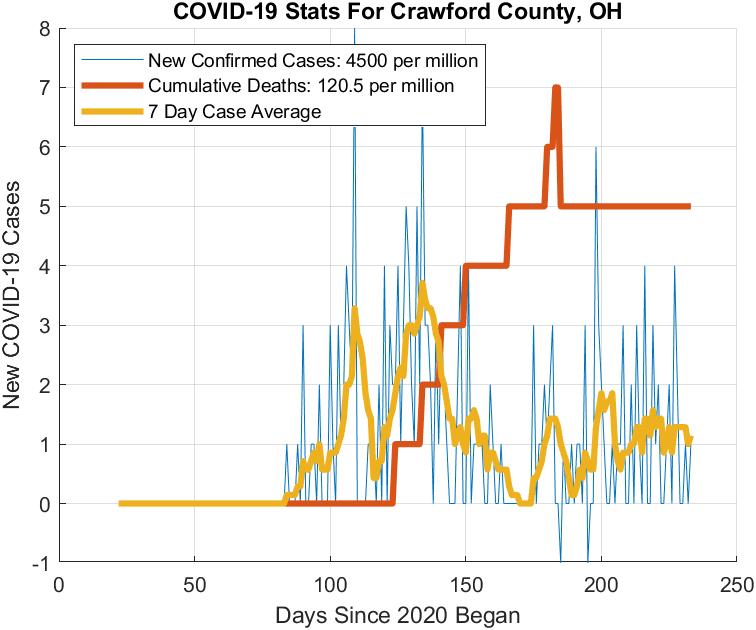 COVID-19 Stats For Crawford County, OH
New Confirmed Cases: 4500 per million
Cumulative Deaths: 120.5 per million
7 Day Case Average
New COVID-19 Cases
8
7
6
5
4
3
2
1
0
-1
0 50 100 150 200 250
Days Since 2020 Began